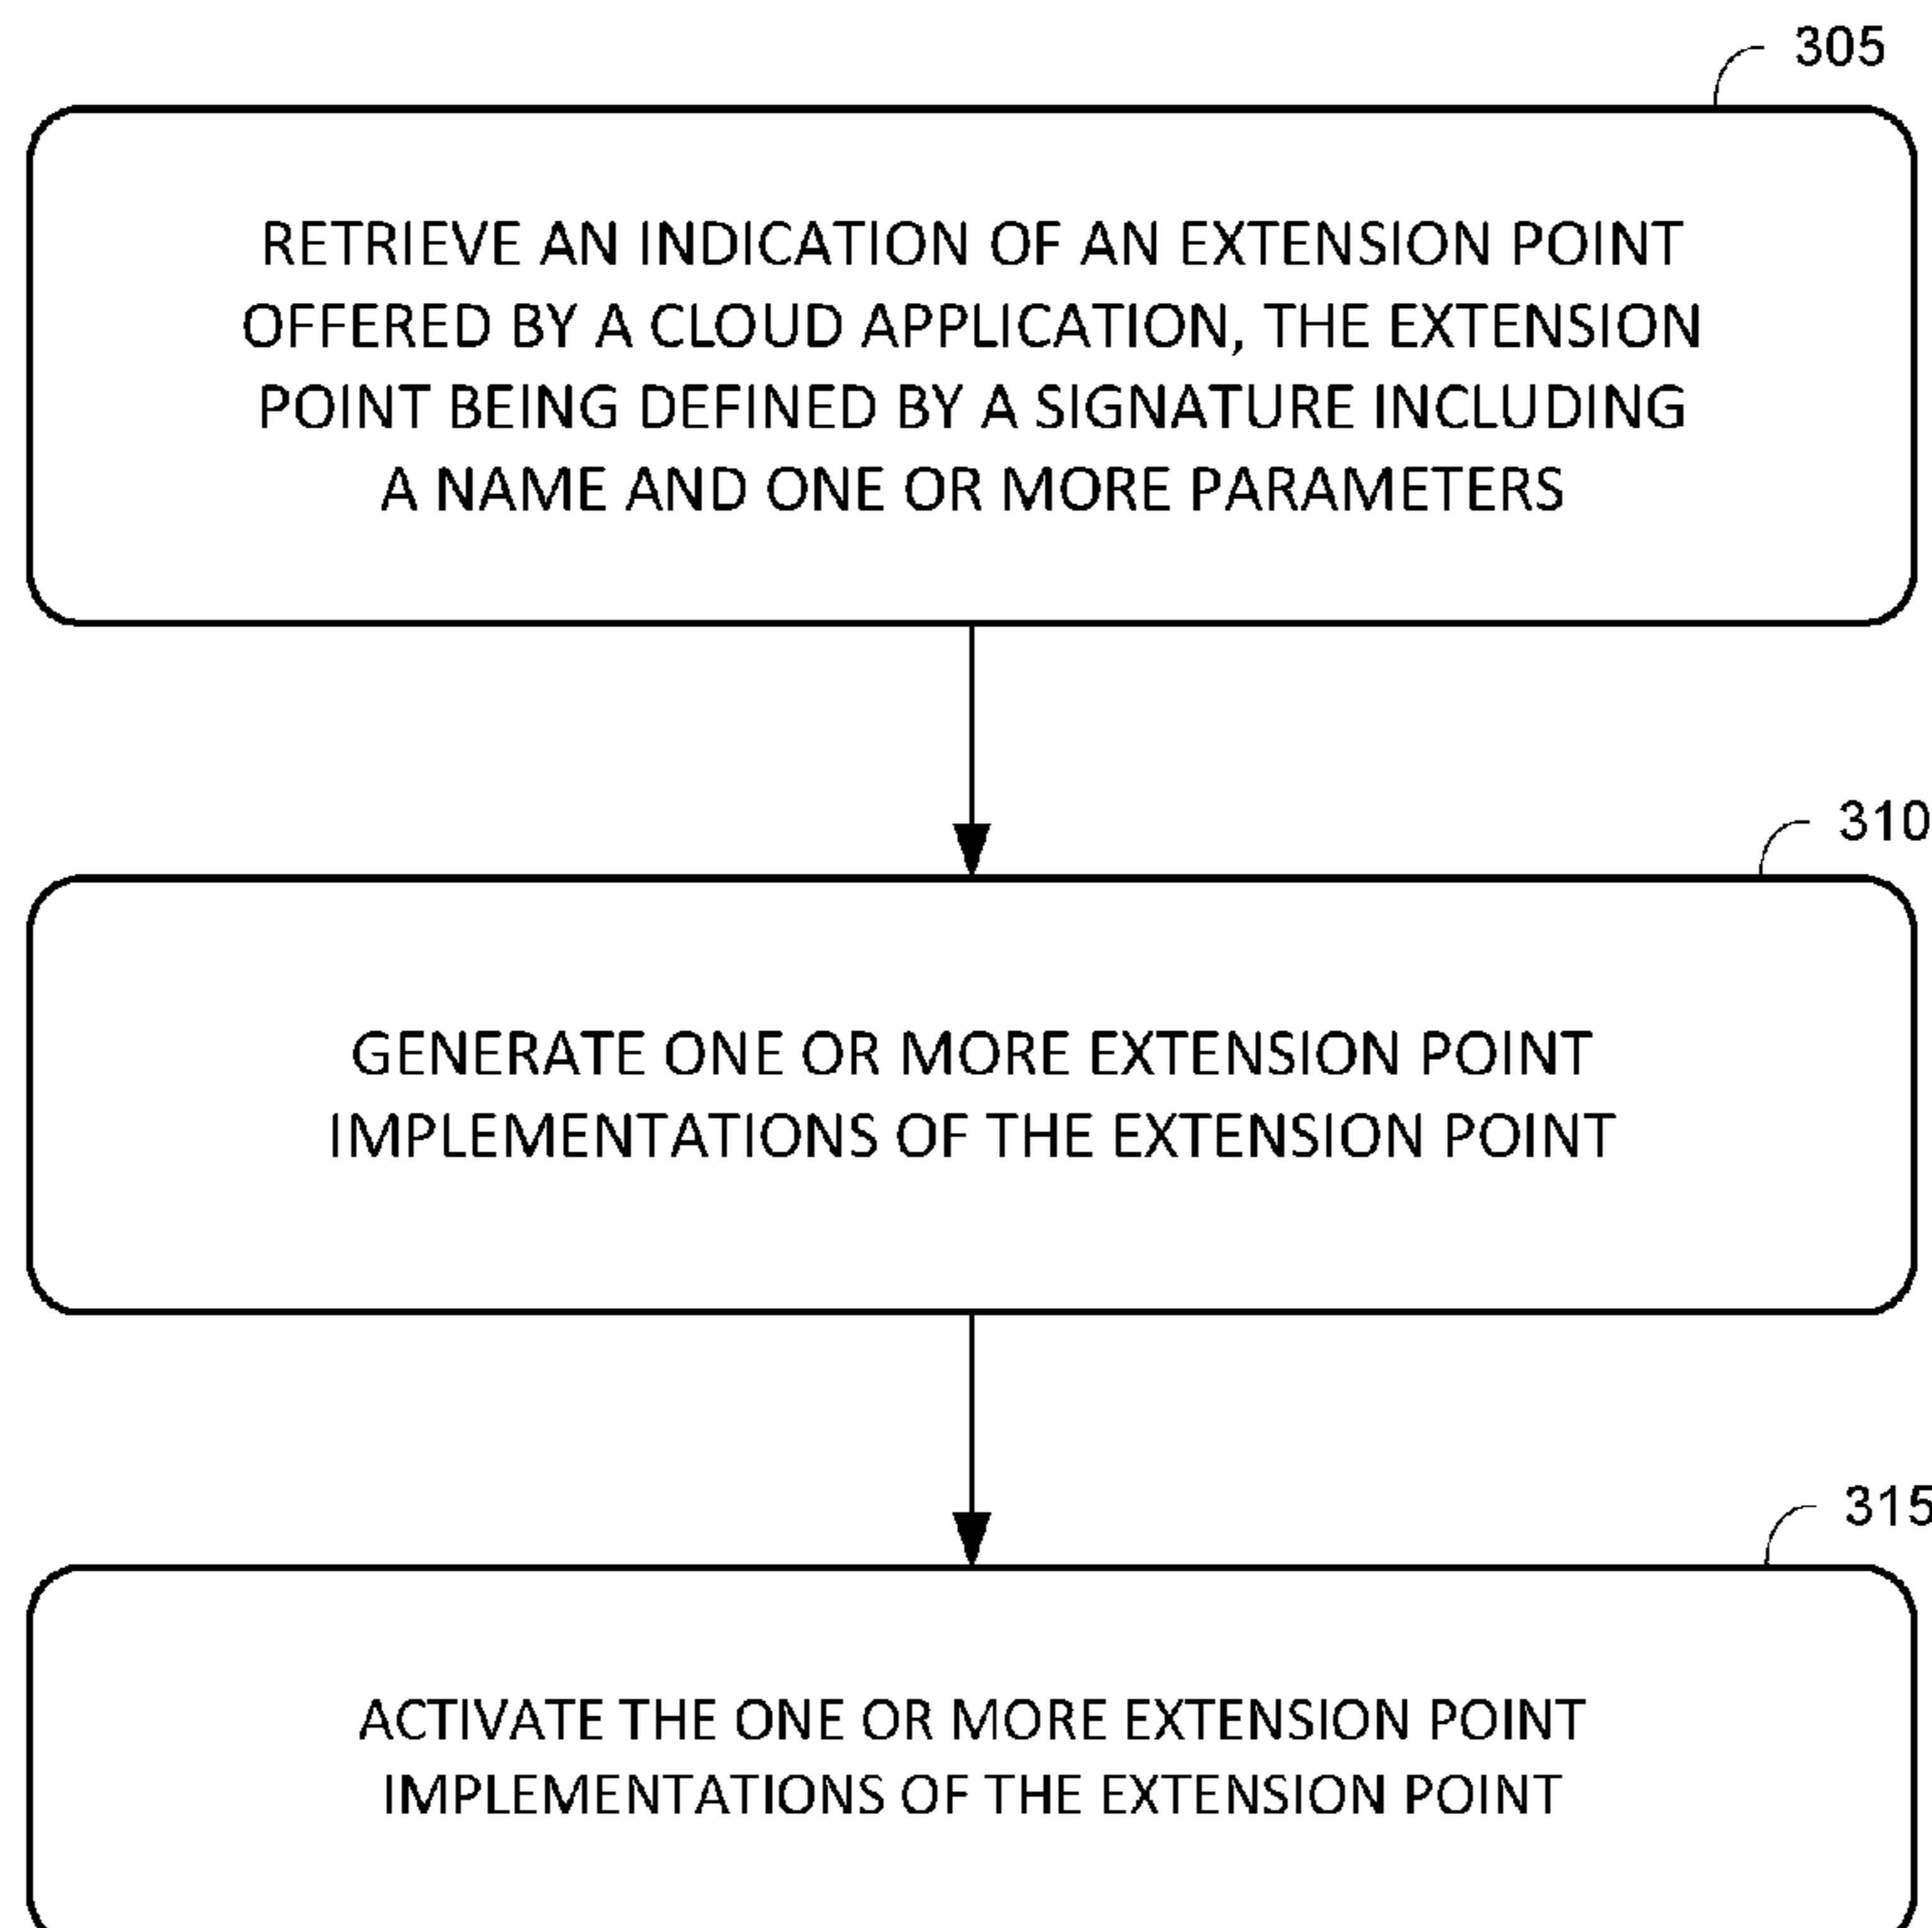 305
RETRIEVE AN INDICATION OF AN EXTENSION POINT
OFFERED BY A CLOUD APPLICATION, THE EXTENSION
POINT BEING DEFINED BY A SIGNATURE INCLUDING
A NAME AND ONE OR MORE PARAMETERS
310
GENERATE ONE OR MORE EXTENSION POINT
IMPLEMENTATIONS OF THE EXTENSION POINT
315
ACTIVATE THE ONE OR MORE EXTENSION POINT
IMPLEMENTATIONS OF THE EXTENSION POINT